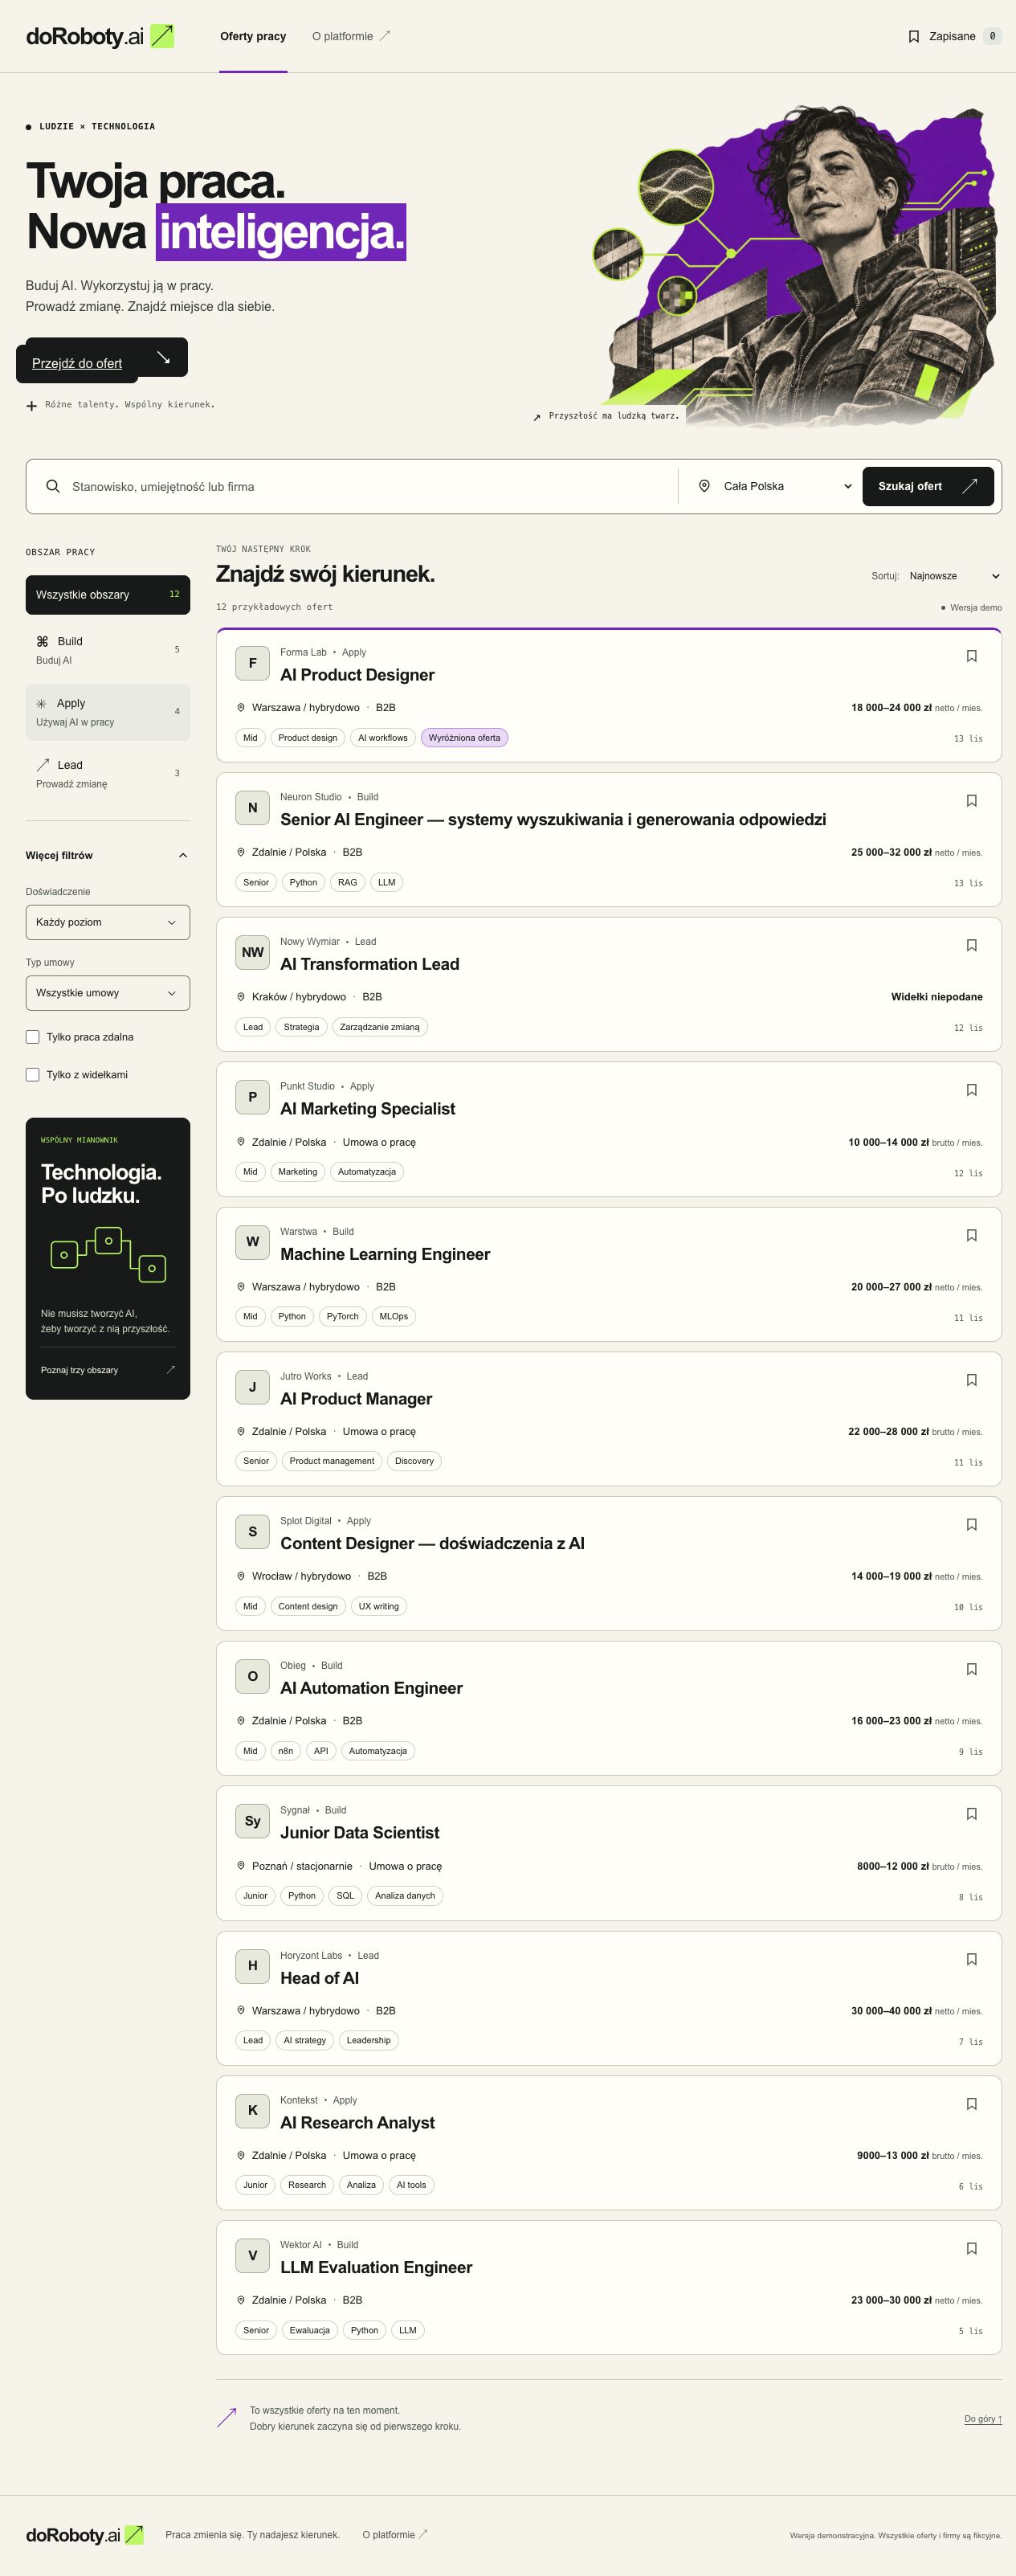 doRoboty.ai
Oferty pracy
O platformie
Zapisane 0
LUDZIE × TECHNOLOGIA
Twoja praca.
Nowa inteligencja.
Buduj AI. Wykorzystuj ją w pracy.
Prowadź zmianę. Znajdź miejsce dla siebie.
Przejdź do ofert
Różne talenty. Wspólny kierunek.
Przyszłość ma ludzką twarz.
Stanowisko, umiejętność lub firma
Cała Polska
Szukaj ofert
OBSZAR PRACY
Wszystkie obszary 12
Build
Buduj AI
5
Apply
Używaj AI w pracy
4
Lead
Prowadź zmianę
3
Więcej filtrów
Doświadczenie
Każdy poziom
Typ umowy
Wszystkie umowy
Tylko praca zdalna
Tylko z widełkami
WSPÓLNY MIANOWNIK
Technologia.
Po ludzku.
Nie musisz tworzyć AI,
żeby tworzyć z nią przyszłość.
Poznaj trzy obszary
TWÓJ NASTĘPNY KROK
Znajdź swój kierunek.
Sortuj: Najnowsze
12 przykładowych ofert
Wersja demo
F
Forma Lab • Apply
AI Product Designer
Warszawa / hybrydowo · B2B
18 000–24 000 zł netto / mies.
Mid Product design AI workflows Wyróżniona oferta
13 lis
N
Neuron Studio • Build
Senior AI Engineer — systemy wyszukiwania i generowania odpowiedzi
Zdalnie / Polska · B2B
25 000–32 000 zł netto / mies.
Senior Python RAG LLM
13 lis
NW
Nowy Wymiar • Lead
AI Transformation Lead
Kraków / hybrydowo · B2B
Widełki niepodane
Lead Strategia Zarządzanie zmianą
12 lis
P
Punkt Studio • Apply
AI Marketing Specialist
Zdalnie / Polska · Umowa o pracę
10 000–14 000 zł brutto / mies.
Mid Marketing Automatyzacja
12 lis
W
Warstwa • Build
Machine Learning Engineer
Warszawa / hybrydowo · B2B
20 000–27 000 zł netto / mies.
Mid Python PyTorch MLOps
11 lis
J
Jutro Works • Lead
AI Product Manager
Zdalnie / Polska · Umowa o pracę
22 000–28 000 zł brutto / mies.
Senior Product management Discovery
11 lis
S
Splot Digital • Apply
Content Designer — doświadczenia z AI
Wrocław / hybrydowo · B2B
14 000–19 000 zł netto / mies.
Mid Content design UX writing
10 lis
O
Obieg • Build
AI Automation Engineer
Zdalnie / Polska · B2B
16 000–23 000 zł netto / mies.
Mid n8n API Automatyzacja
9 lis
Sy
Sygnał • Build
Junior Data Scientist
Poznań / stacjonarnie · Umowa o pracę
8000–12 000 zł brutto / mies.
Junior Python SQL Analiza danych
8 lis
H
Horyzont Labs • Lead
Head of AI
Warszawa / hybrydowo · B2B
30 000–40 000 zł netto / mies.
Lead AI strategy Leadership
7 lis
K
Kontekst • Apply
AI Research Analyst
Zdalnie / Polska · Umowa o pracę
9000–13 000 zł brutto / mies.
Junior Research Analiza AI tools
6 lis
V
Wektor AI • Build
LLM Evaluation Engineer
Zdalnie / Polska · B2B
23 000–30 000 zł netto / mies.
Senior Ewaluacja Python LLM
5 lis
To wszystkie oferty na ten moment.
Dobry kierunek zaczyna się od pierwszego kroku.
Do góry ↑
doRoboty.ai
Praca zmienia się. Ty nadajesz kierunek.
O platformie
Wersja demonstracyjna. Wszystkie oferty i firmy są fikcyjne.